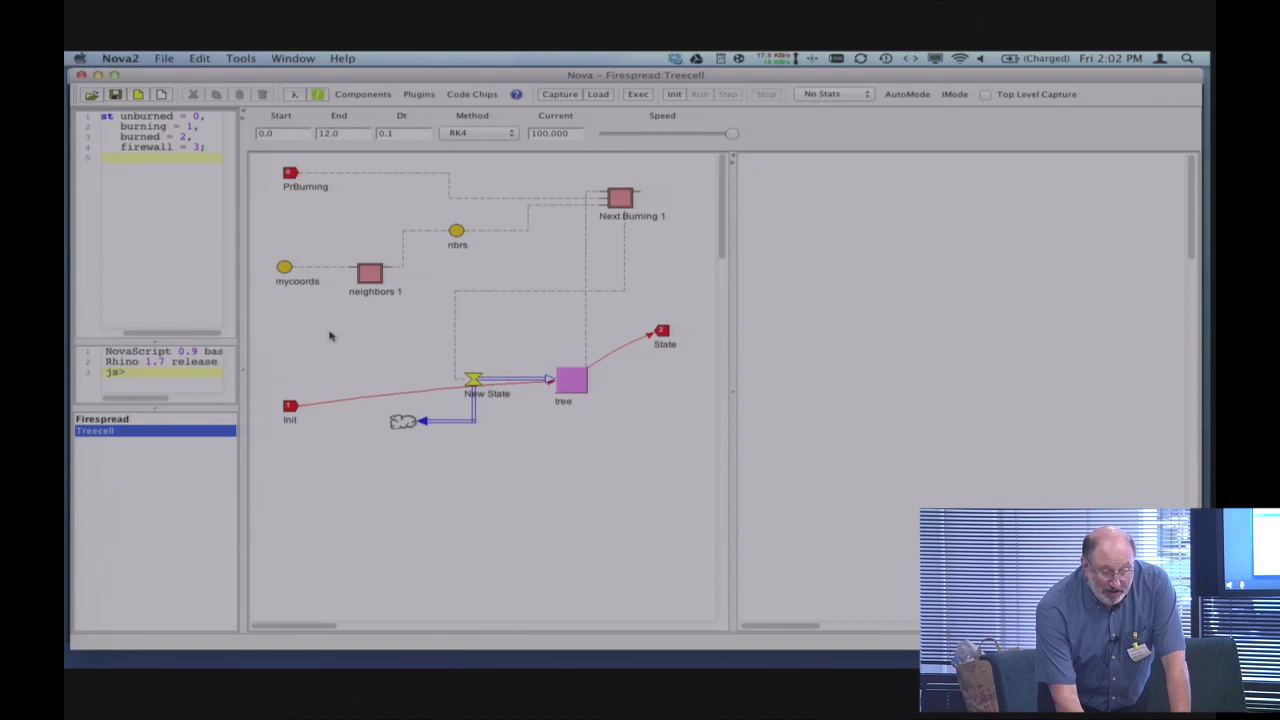 Nova2 File Edit Tools Window Help (Charged) Fri 2:02 PM
Nova - Firespread:Treecell
Components Plugins Code Chips Capture Load Exec Init Run Step Stop No Stats AutoMode IMode Top Level Capture
Start End Dt Method Current Speed
0.0 12.0 0.1 RK4 100.000
1 st unburned = 0,
2 burning = 1,
3 burned = 2,
4 firewall = 3;
5
1 NovaScript 0.9 bas
2 Rhino 1.7 release
3 js>
Firespread
Treecell
0
PrBurning
Next Burning 1
nbrs
mycoords
neighbors 1
2
State
New State
tree
1
Init